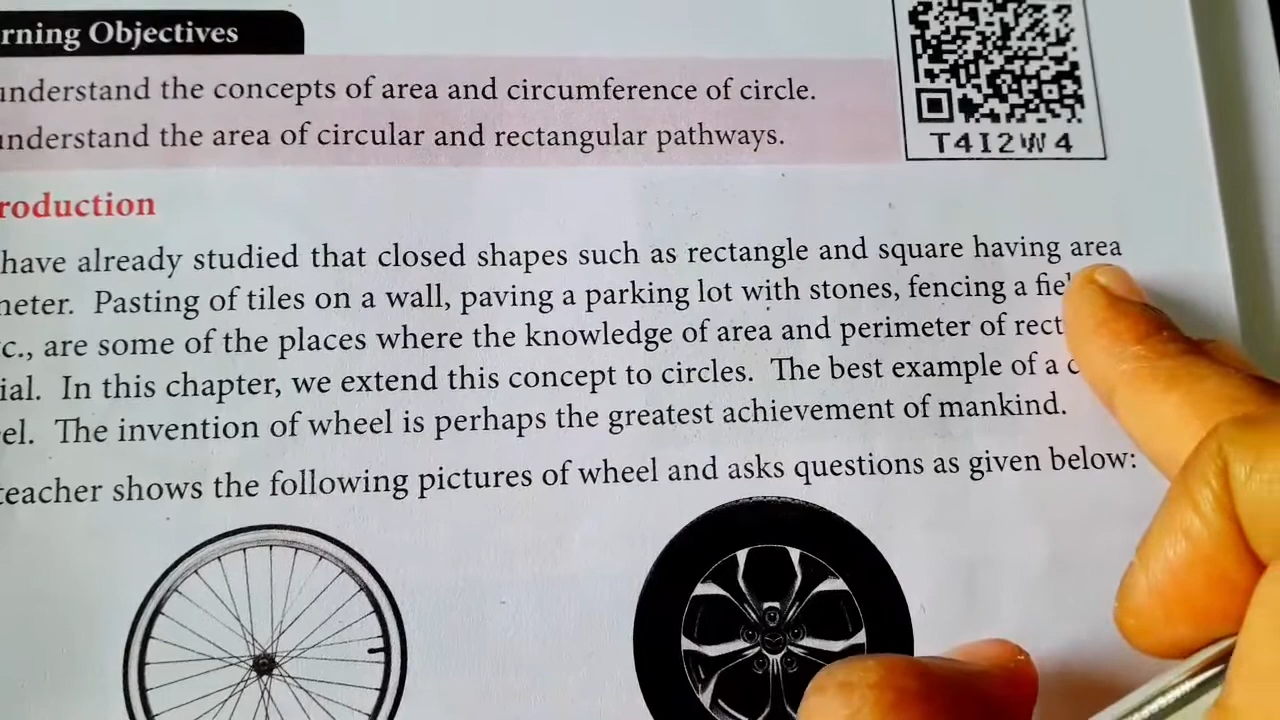 rning Objectives
understand the concepts of area and circumference of circle.
understand the area of circular and rectangular pathways.
T4I2W4
roduction
have already studied that closed shapes such as rectangle and square having area
meter. Pasting of tiles on a wall, paving a parking lot with stones, fencing a fiel
c., are some of the places where the knowledge of area and perimeter of rect
ial. In this chapter, we extend this concept to circles. The best example of a c
el. The invention of wheel is perhaps the greatest achievement of mankind.
teacher shows the following pictures of wheel and asks questions as given below: